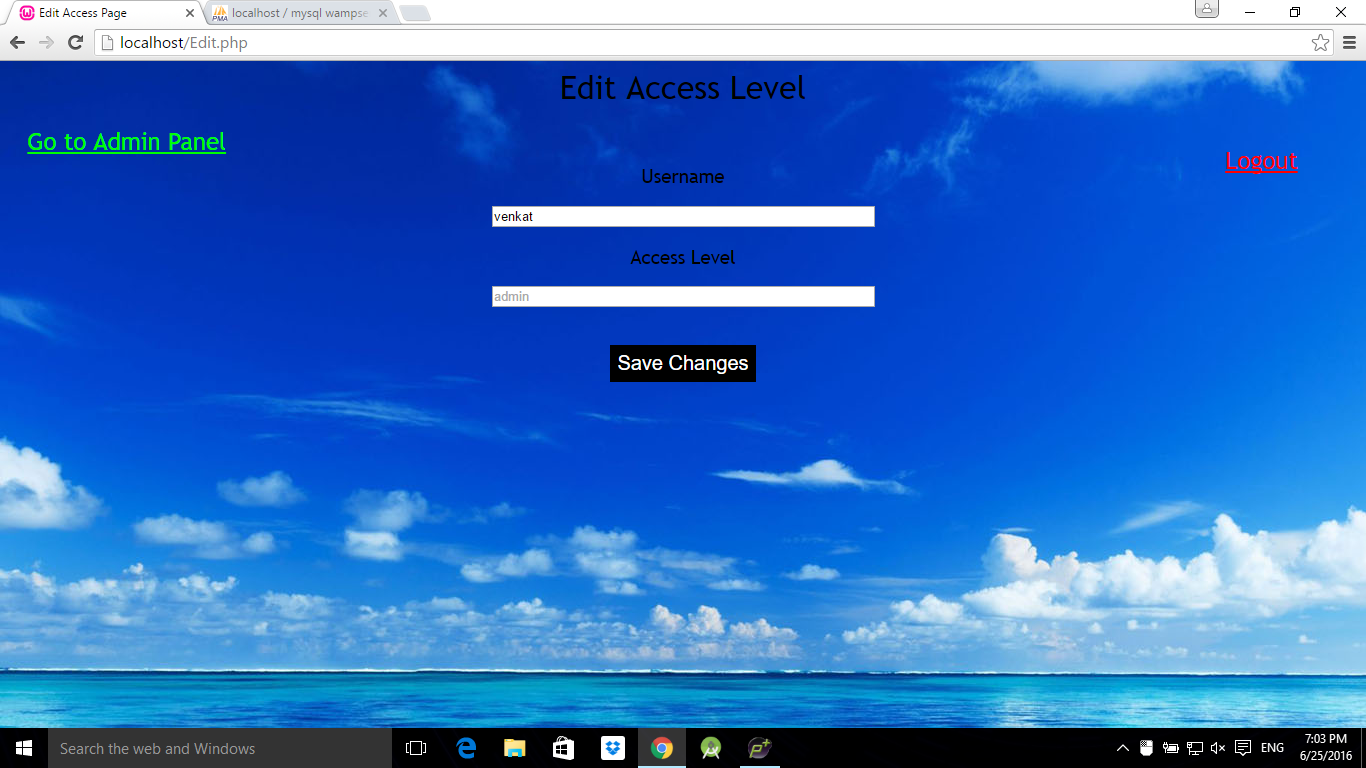 Edit Access Page
localhost / mysql wampse
localhost/Edit.php
Edit Access Level
Go to Admin Panel
Logout
Username
venkat
Access Level
admin
Save Changes
Search the web and Windows
ENG
7:03 PM
6/25/2016